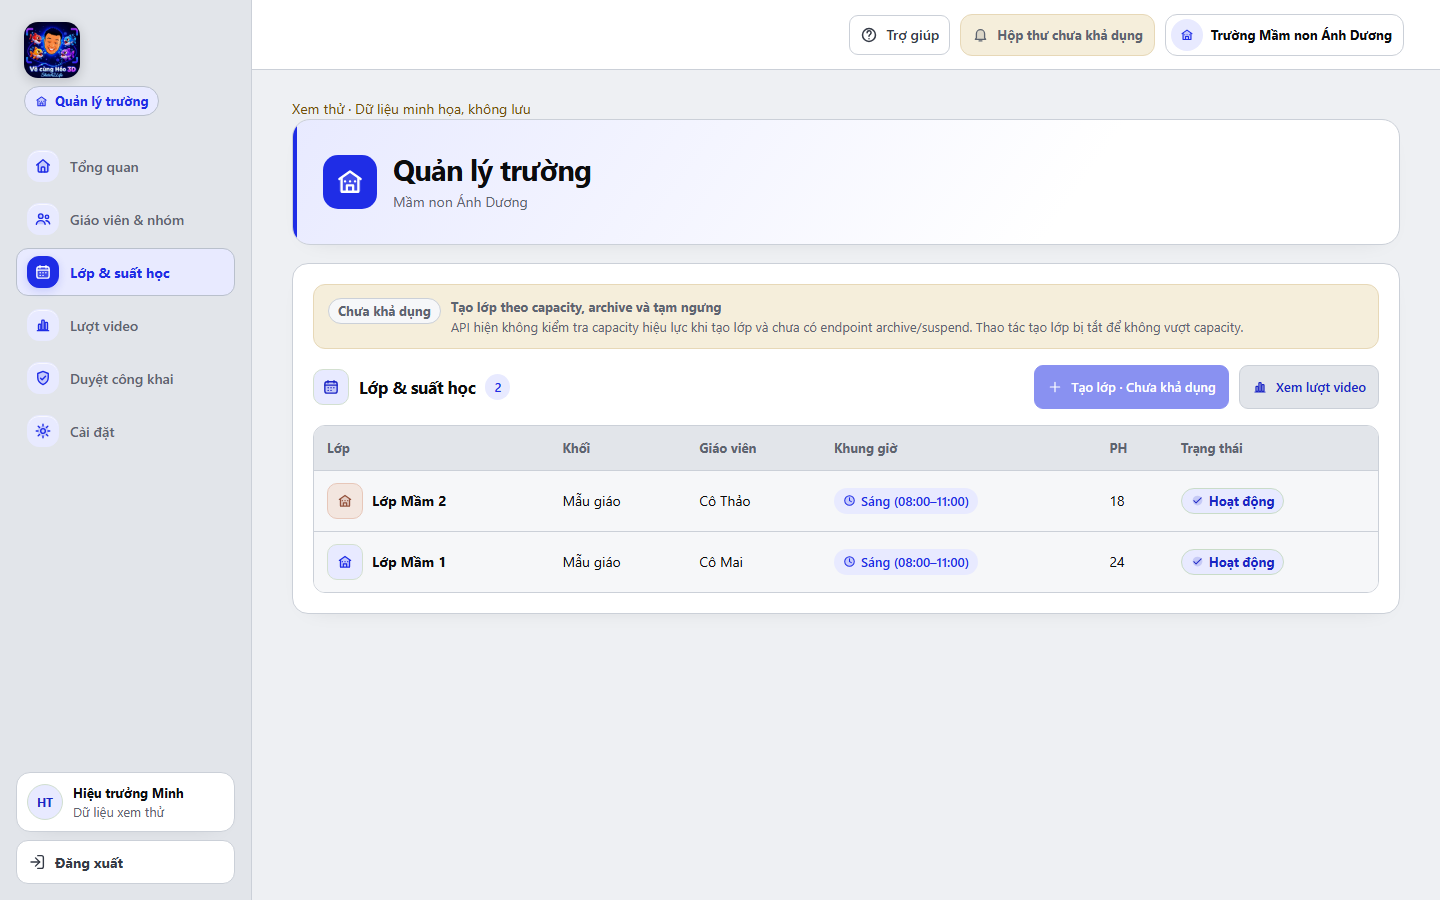 Vẽ cùng Hào 3D
Quản lý trường
Tổng quan
Giáo viên & nhóm
Lớp & suất học
Lượt video
Duyệt công khai
Cài đặt
HT
Hiệu trưởng Minh
Dữ liệu xem thử
Đăng xuất
Trợ giúp
Hộp thư chưa khả dụng
Trường Mầm non Ánh Dương
Xem thử · Dữ liệu minh họa, không lưu
Quản lý trường
Mầm non Ánh Dương
Chưa khả dụng
Tạo lớp theo capacity, archive và tạm ngưng
API hiện không kiểm tra capacity hiệu lực khi tạo lớp và chưa có endpoint archive/suspend. Thao tác tạo lớp bị tắt để không vượt capacity.
Lớp & suất học 2
Tạo lớp · Chưa khả dụng
Xem lượt video
Lớp Khối Giáo viên Khung giờ PH Trạng thái
Lớp Mầm 2 Mẫu giáo Cô Thảo Sáng (08:00–11:00) 18 Hoạt động
Lớp Mầm 1 Mẫu giáo Cô Mai Sáng (08:00–11:00) 24 Hoạt động